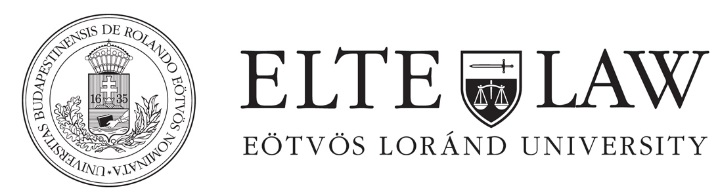 UNIVERSITAS BUDAPESTINENSIS DE ROLANDO EÖTVÖS NOMINATA
16 35
ELTE LAW
EÖTVÖS LORÁND UNIVERSITY